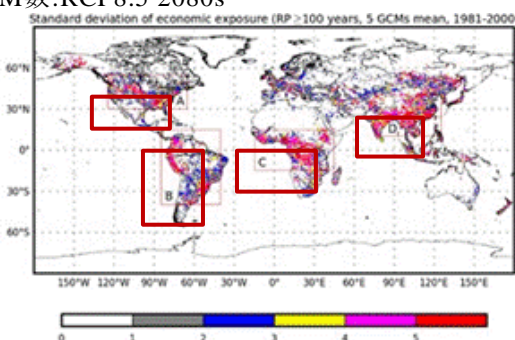 M数:RCP8.5 2080s
Standard deviation of economic exposure (RP >100 years, 5 GCMs mean, 1981-2000
60°N
30°N
0°
30°S
60°S
B
C
D
150°W 120°W 90°W 60°W 30°W 0° 30°E 60°E 90°E 120°E 150°E
0 1 2 3 4 5